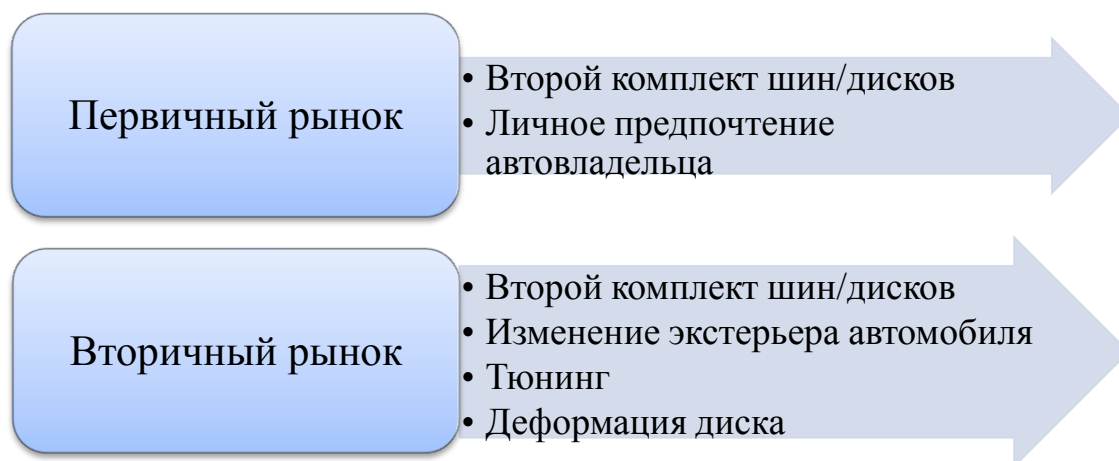 Первичный рынок
• Второй комплект шин/дисков
• Личное предпочтение
автовладельца
Вторичный рынок
• Второй комплект шин/дисков
• Изменение экстерьера автомобиля
• Тюнинг
• Деформация диска